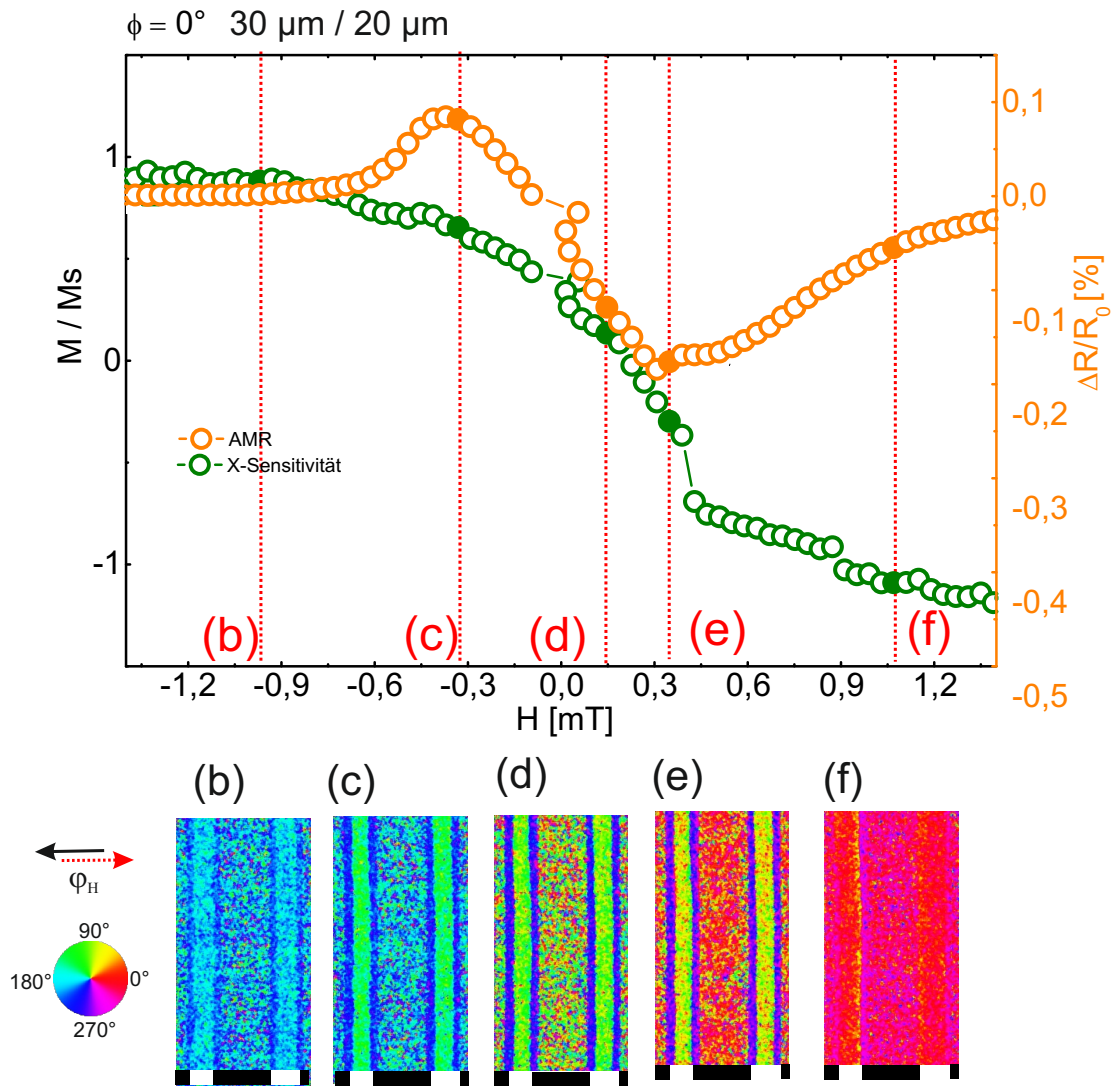 ϕ = 0° 30 µm / 20 µm
M / Ms
1
0
-1
0,1
0,0
-0,1
-0,2
-0,3
-0,4
-0,5
ΔR/R0 [%]
AMR
X-Sensitivität
(b) (c) (d) (e) (f)
-1,2 -0,9 -0,6 -0,3 0,0 0,3 0,6 0,9 1,2
H [mT]
(b) (c) (d) (e) (f)
φH
90°
180° 0°
270°